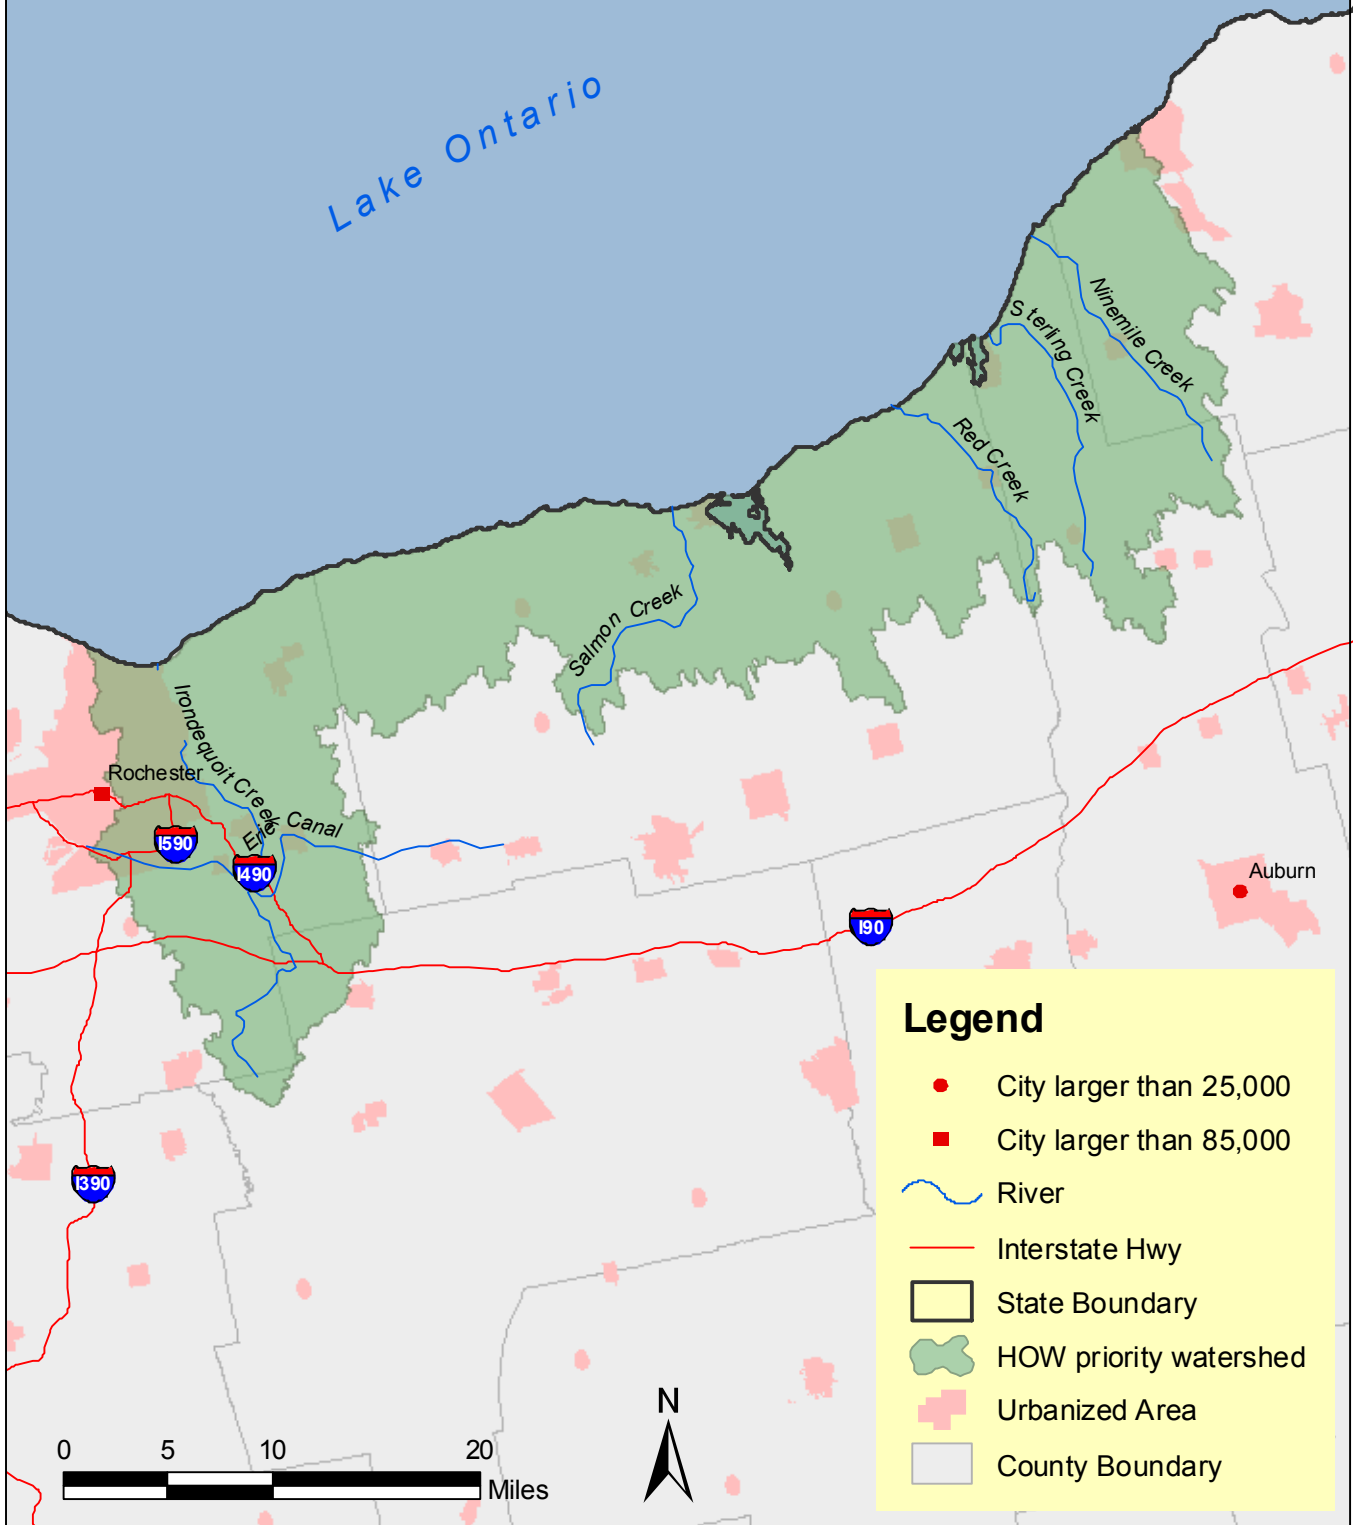 Lake Ontario
Ninemile Creek
Sterling Creek
Red Creek
Salmon Creek
Irondequoit Creek
Rochester
Erie Canal
I590
I490
I90
Auburn
I390
Legend
City larger than 25,000
City larger than 85,000
River
Interstate Hwy
State Boundary
HOW priority watershed
Urbanized Area
County Boundary
N
0 5 10 20
Miles